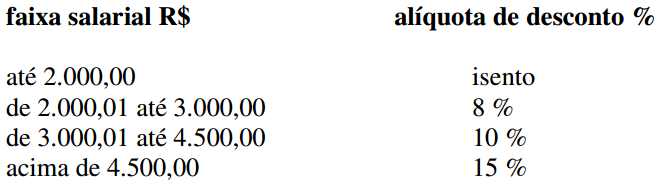 faixa salarial R$ alíquota de desconto %
até 2.000,00 isento
de 2.000,01 até 3.000,00 8 %
de 3.000,01 até 4.500,00 10 %
acima de 4.500,00 15 %